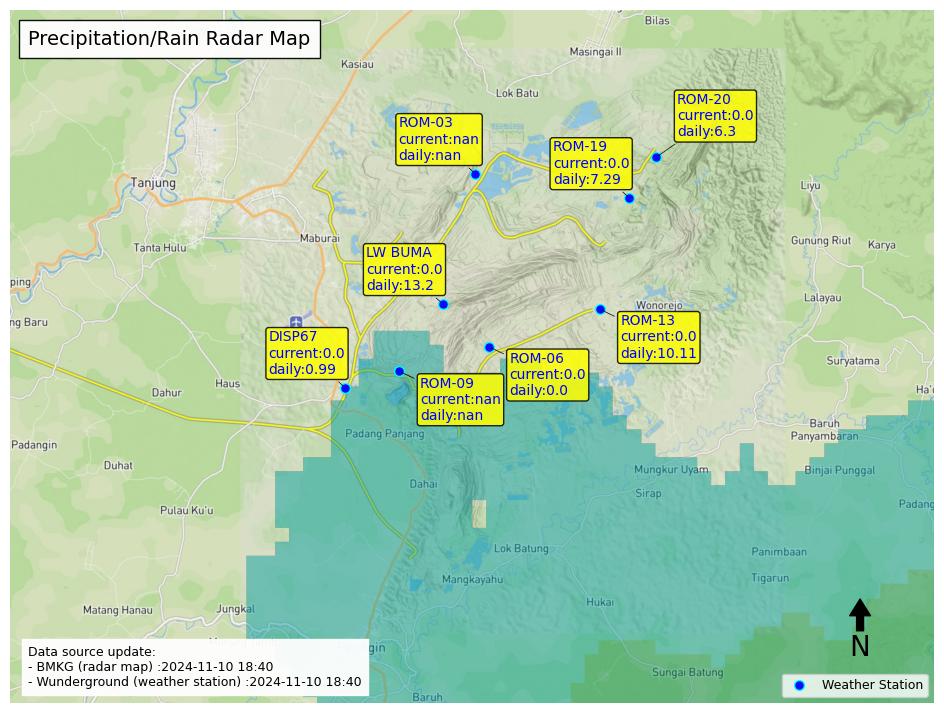 Precipitation/Rain Radar Map
Bilas
Masingai II
Kasiau
Lok Batu
ROM-20
current:0.0
daily:6.3
ROM-03
current:nan
daily:nan
ROM-19
current:0.0
daily:7.29
Tanjung
Liyu
Maburai
Tanta Hulu
Gunung Riut
Karya
LW BUMA
current:0.0
daily:13.2
ping
Lalayau
Wonorejo
ng Baru
ROM-13
current:0.0
daily:10.11
DISP67
current:0.0
daily:0.99
ROM-06
current:0.0
daily:0.0
Suryatama
ROM-09
current:nan
daily:nan
Haus
Dahur
Ha'
Baruh
Panyambaran
Padang Panjang
Padangin
Duhat
Mungkur Uyam
Binjai Punggal
Dahai
Sirap
Padang
Pulau Ku'u
Lok Batung
Panimbaan
Mangkayahu
Tigarun
Matang Hanau
Jungkal
Hukai
N
Data source update:
- BMKG (radar map) :2024-11-10 18:40
- Wunderground (weather station) :2024-11-10 18:40
gin
Sungai Batung
Baruh
Weather Station